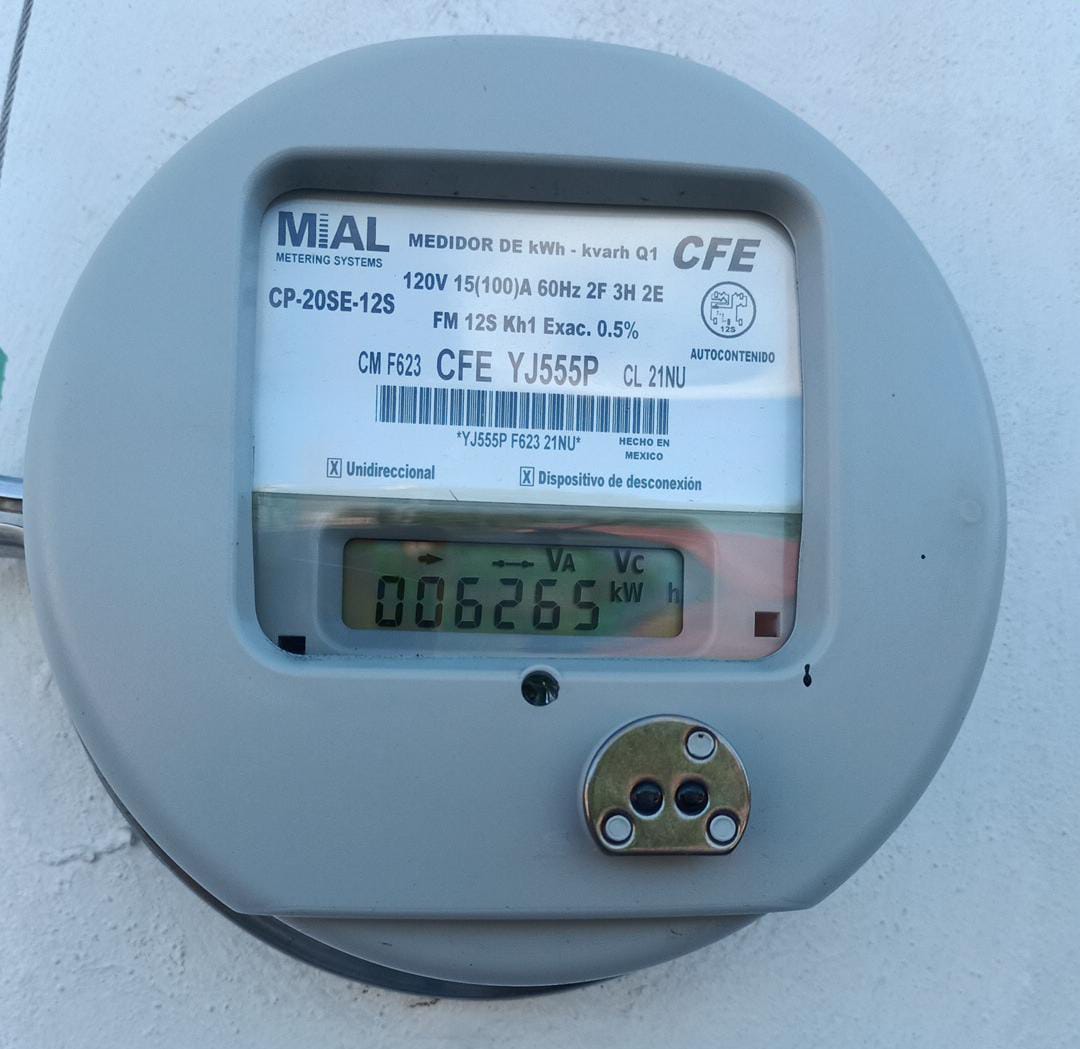 MIAL MEDIDOR DE kWh - kvarh Q1 CFE
METERING SYSTEMS
120V 15(100)A 60Hz 2F 3H 2E
CP-20SE-12S
FM 12S Kh1 Exac. 0.5%
12S
AUTOCONTENIDO
CM F623 CFE YJ555P CL 21NU
*YJ555P F623 21NU*
HECHO EN
MEXICO
X Unidireccional X Dispositivo de desconexión
VA VC
006265 kW h